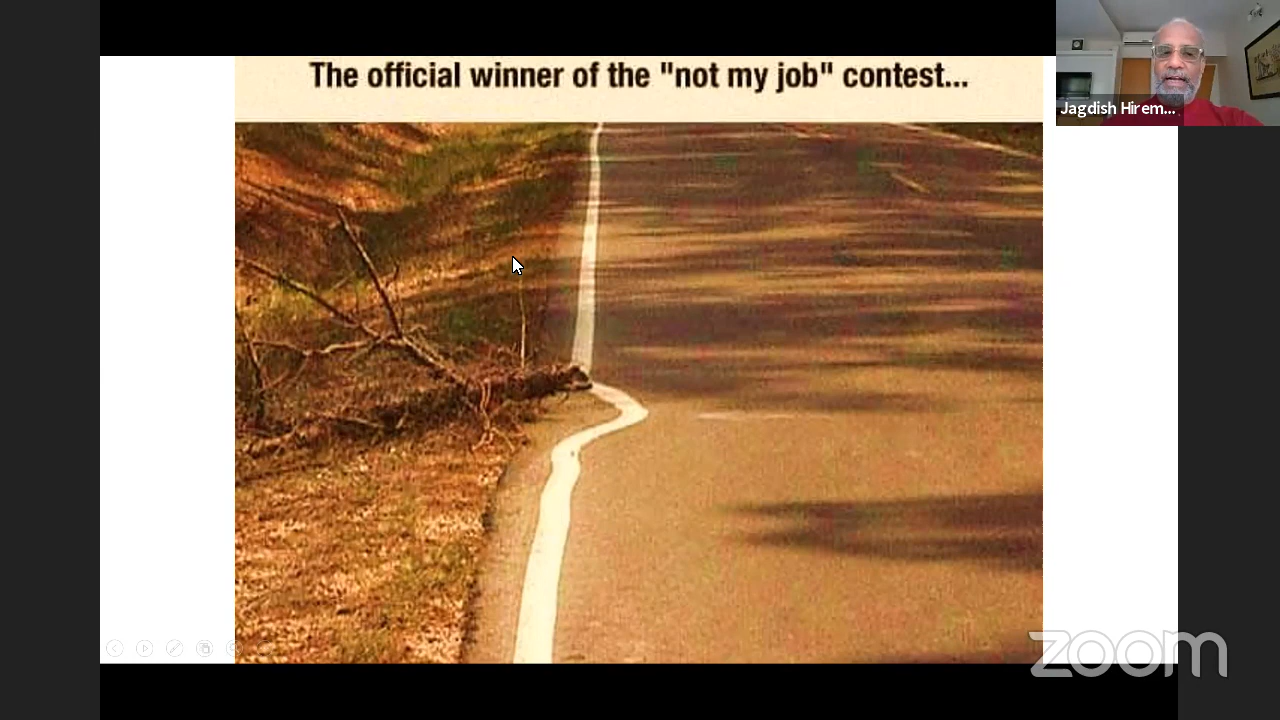 The official winner of the "not my job" contest...
Jagdish Hirem...
zoom